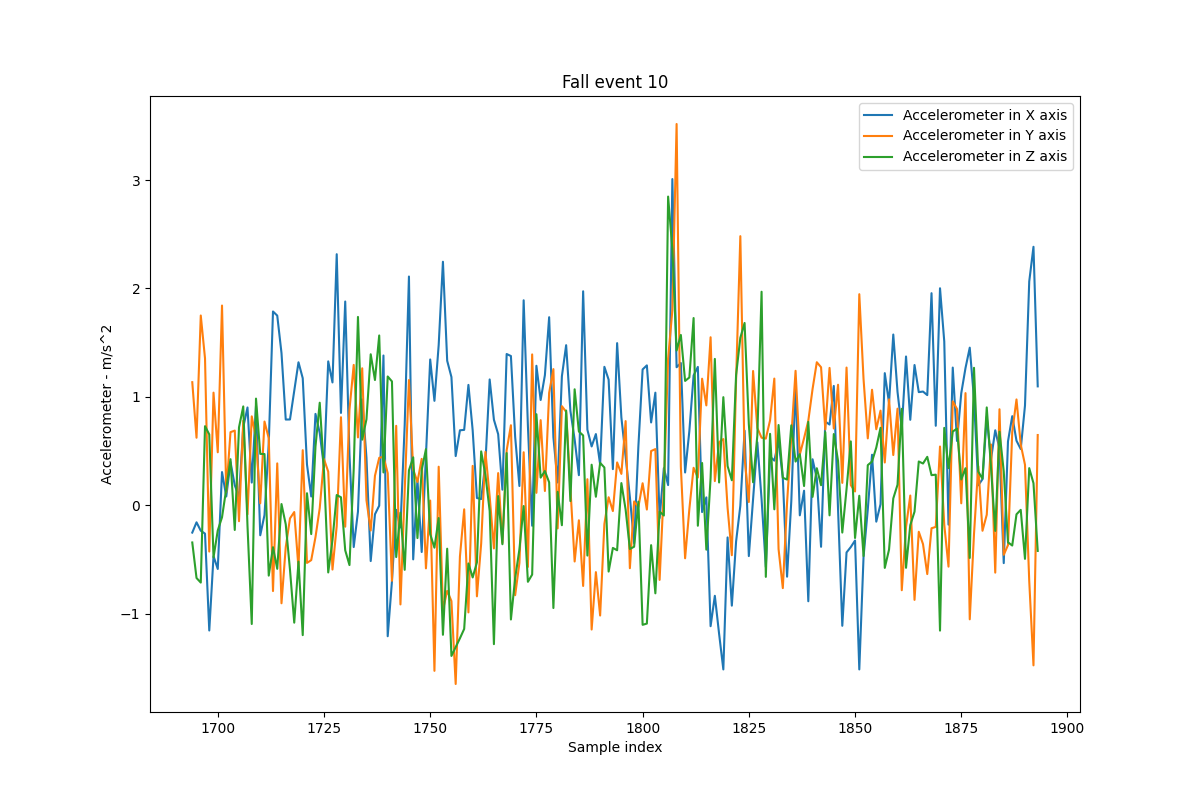 Fall event 10
Accelerometer in X axis
Accelerometer in Y axis
Accelerometer in Z axis
Accelerometer - m/s^2
3
2
1
0
−1
1700 1725 1750 1775 1800 1825 1850 1875 1900
Sample index